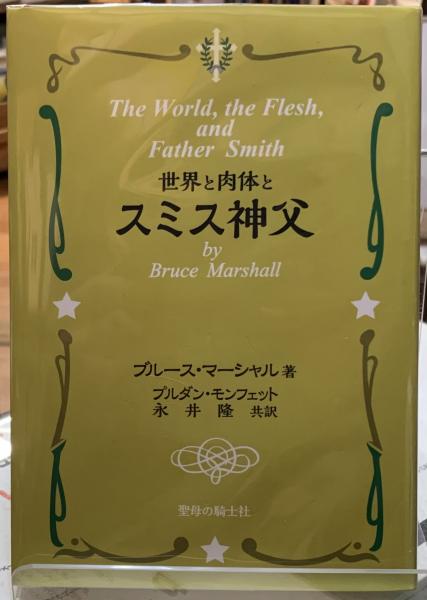 The World, the Flesh,
and
Father Smith
世界と肉体と
スミス神父
by
Bruce Marshall
ブルース・マーシャル 著
プルダン・モンフェット
永井 隆 共訳
聖母の騎士社